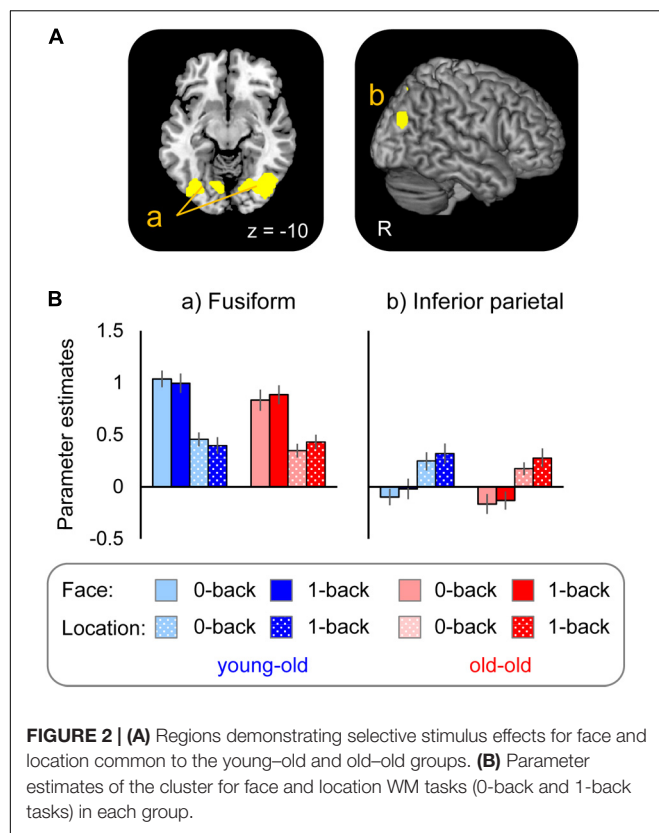 A
a
z = -10
b
R
B
a) Fusiform
b) Inferior parietal
Parameter estimates
1.5
1
0.5
0
-0.5
Face: 0-back 1-back 0-back 1-back
Location: 0-back 1-back 0-back 1-back
young-old old-old
FIGURE 2 | (A) Regions demonstrating selective stimulus effects for face and
location common to the young–old and old–old groups. (B) Parameter
estimates of the cluster for face and location WM tasks (0-back and 1-back
tasks) in each group.